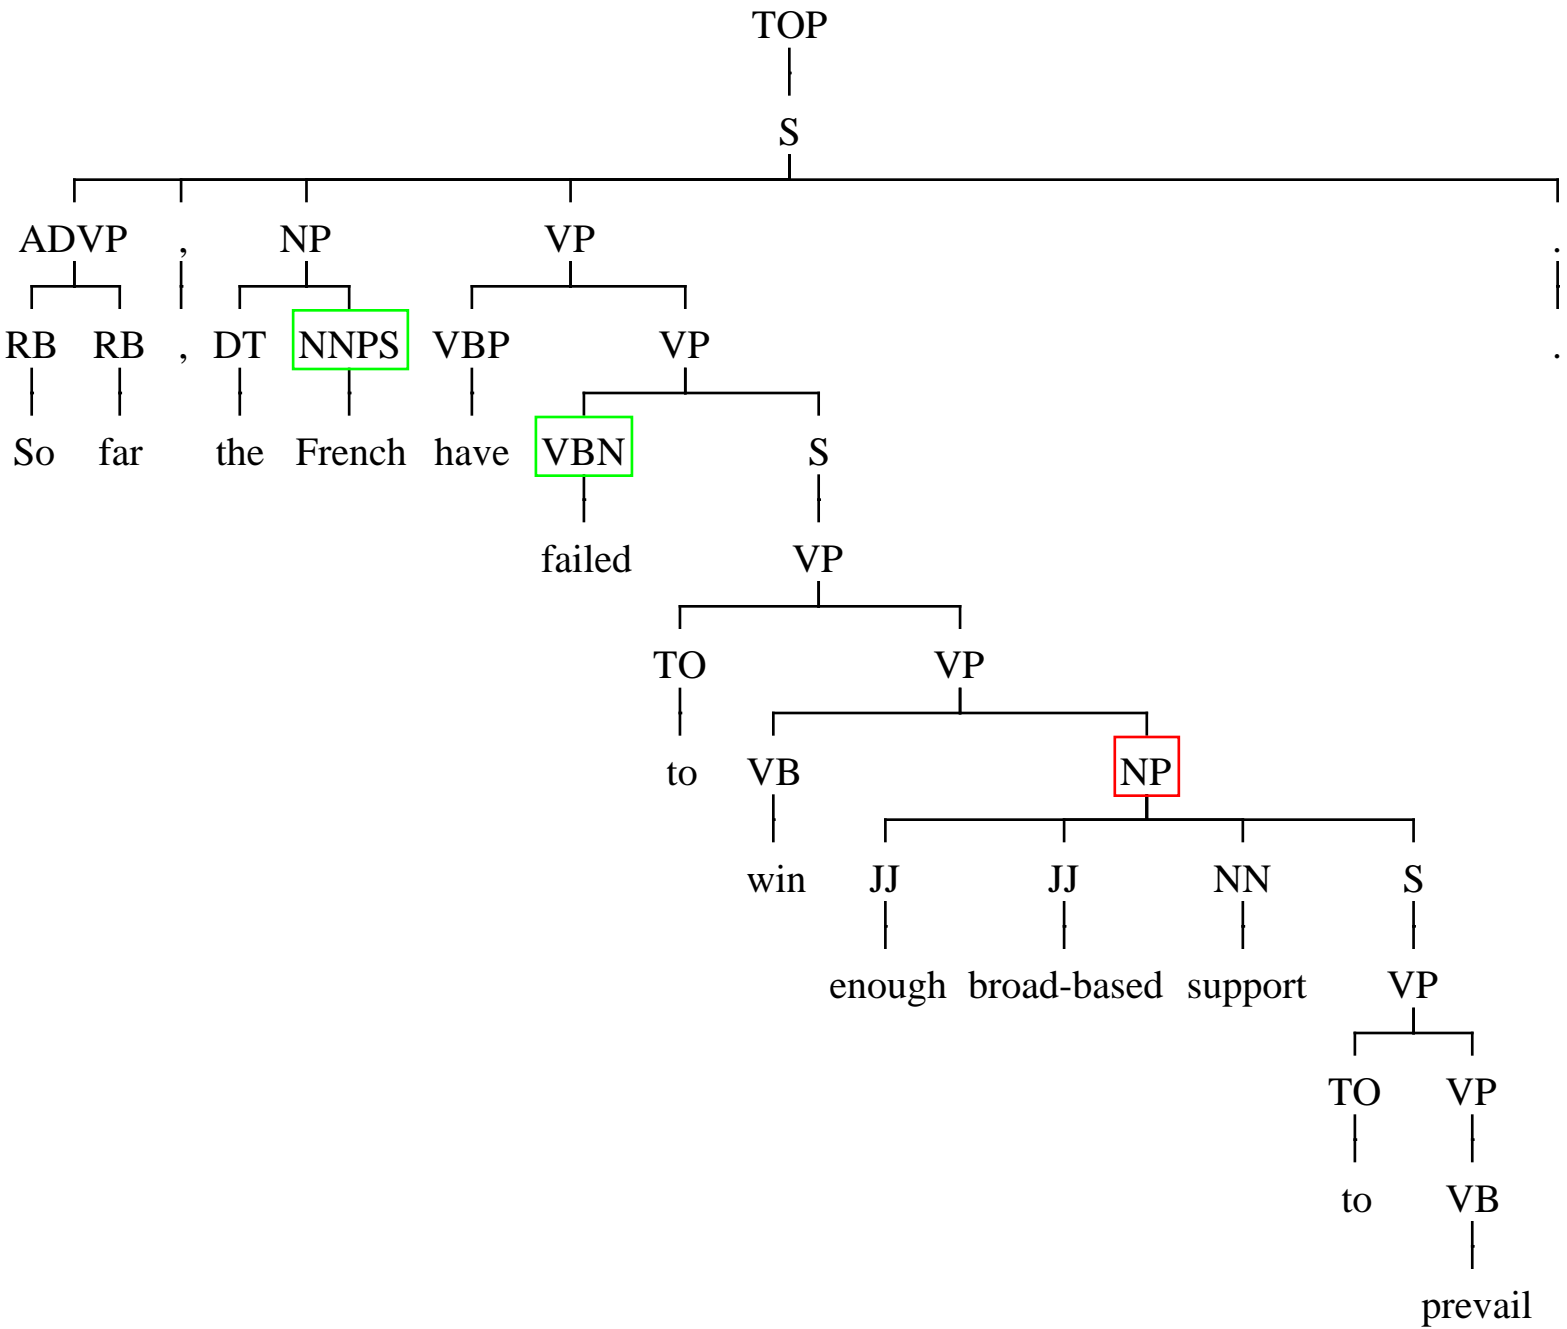 TOP
S
ADVP , NP VP .
RB RB , DT NNPS VBP VP .
So far the French have VBN S
failed VP
TO VP
to VB NP
win JJ JJ NN S
enough broad-based support VP
TO VP
to VB
prevail